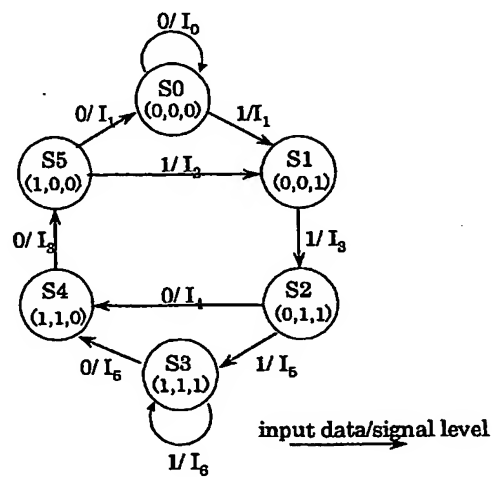 0/ I₀
S0
(0,0,0)
0/ I₁
1/I₁
S5
(1,0,0)
1/ I₂
S1
(0,0,1)
0/ I₃
1/ I₃
S4
(1,1,0)
0/ I₄
S2
(0,1,1)
0/ I₅
S3
(1,1,1)
1/ I₅
1/ I₆
input data/signal level